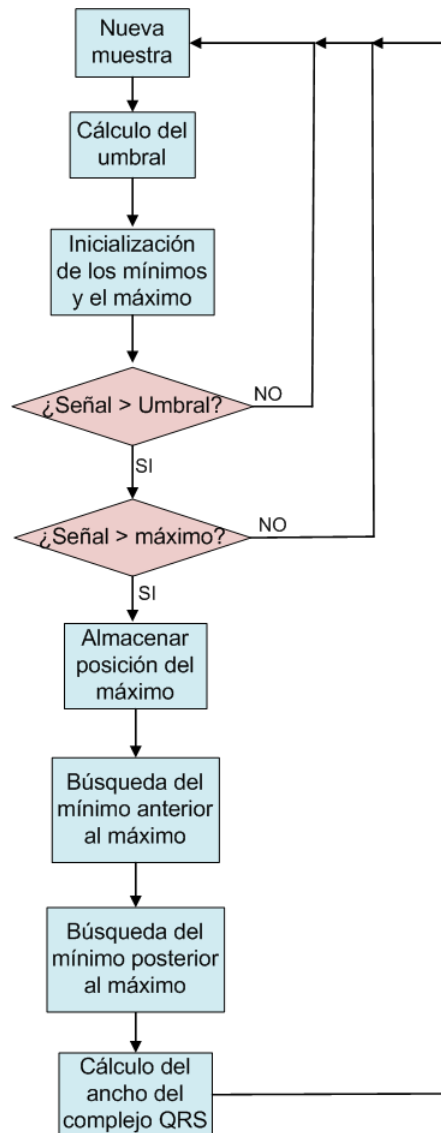 Nueva
muestra
Cálculo del
umbral
Inicialización
de los mínimos
y el máximo
¿Señal > Umbral?
NO
SI
¿Señal > máximo?
NO
SI
Almacenar
posición del
máximo
Búsqueda del
mínimo anterior
al máximo
Búsqueda del
mínimo posterior
al máximo
Cálculo del
ancho del
complejo QRS